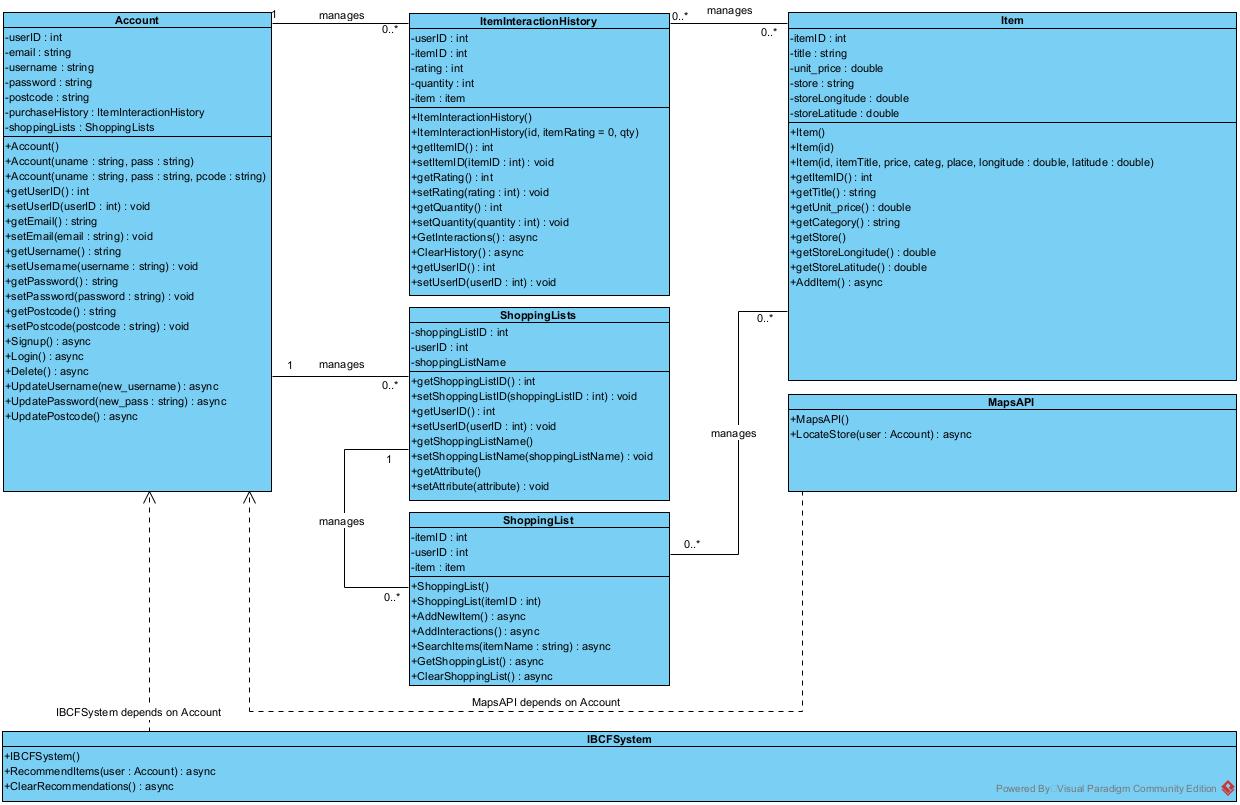 Account
-userID : int
-email : string
-username : string
-password : string
-postcode : string
-purchaseHistory : ItemInteractionHistory
-shoppingLists : ShoppingLists
+Account()
+Account(uname : string, pass : string)
+Account(uname : string, pass : string, pcode : string)
+getUserID() : int
+setUserID(userID : int) : void
+getEmail() : string
+setEmail(email : string) : void
+getUsername() : string
+setUsername(username : string) : void
+getPassword() : string
+setPassword(password : string) : void
+getPostcode() : string
+setPostcode(postcode : string) : void
+Signup() : async
+Login() : async
+Delete() : async
+UpdateUsername(new_username) : async
+UpdatePassword(new_pass : string) : async
+UpdatePostcode() : async
1
manages
0..*
ItemInteractionHistory
-userID : int
-itemID : int
-rating : int
-quantity : int
-item : item
+ItemInteractionHistory()
+ItemInteractionHistory(id, itemRating = 0, qty)
+getItemID() : int
+setItemID(itemID : int) : void
+getRating() : int
+setRating(rating : int) : void
+getQuantity() : int
+setQuantity(quantity : int) : void
+GetInteractions() : async
+ClearHistory() : async
+getUserID() : int
+setUserID(userID : int) : void
0..*
manages
0..*
Item
-itemID : int
-title : string
-unit_price : double
-store : string
-storeLongitude : double
-storeLatitude : double
+Item()
+Item(id)
+Item(id, itemTitle, price, categ, place, longitude : double, latitude : double)
+getItemID() : int
+getTitle() : string
+getUnit_price() : double
+getCategory() : string
+getStore()
+getStoreLongitude() : double
+getStoreLatitude() : double
+AddItem() : async
1
manages
0..*
ShoppingLists
-shoppingListID : int
-userID : int
-shoppingListName
+getShoppingListID() : int
+setShoppingListID(shoppingListID : int) : void
+getUserID() : int
+setUserID(userID : int) : void
+getShoppingListName()
+setShoppingListName(shoppingListName) : void
+getAttribute()
+setAttribute(attribute) : void
1
manages
0..*
ShoppingList
-itemID : int
-userID : int
-item : item
+ShoppingList()
+ShoppingList(itemID : int)
+AddNewItem() : async
+AddInteractions() : async
+SearchItems(itemName : string) : async
+GetShoppingList() : async
+ClearShoppingList() : async
0..*
manages
0..*
MapsAPI
+MapsAPI()
+LocateStore(user : Account) : async
MapsAPI depends on Account
IBCFSystem depends on Account
IBCFSystem
+IBCFSystem()
+RecommendItems(user : Account) : async
+ClearRecommendations() : async
Powered By Visual Paradigm Community Edition